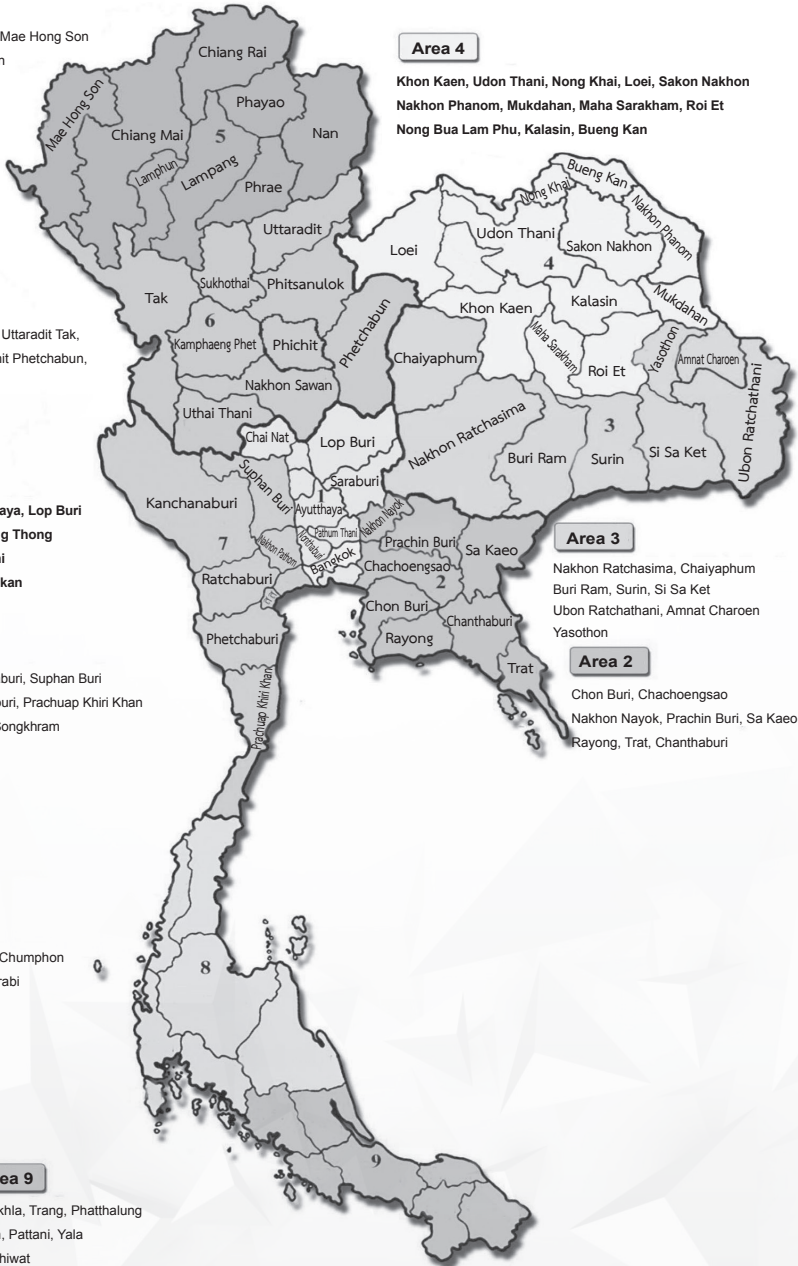 Mae Hong Son
Area 4
Khon Kaen, Udon Thani, Nong Khai, Loei, Sakon Nakhon
Nakhon Phanom, Mukdahan, Maha Sarakham, Roi Et
Nong Bua Lam Phu, Kalasin, Bueng Kan
Chiang Rai
Phayao
Mae Hong Son
Chiang Mai
5
Nan
Lamphun
Lampang
Phrae
Uttaradit
Bueng Kan
Nong Khai
Nakhon Phanom
Loei
Udon Thani
Sakon Nakhon
4
Tak
Sukhothai
Phitsanulok
Mukdahan
Uttaradit Tak,
it Phetchabun,
6
Kamphaeng Phet
Phichit
Phetchabun
Khon Kaen
Kalasin
Maha Sarakham
Roi Et
Yasothon
Amnat Charoen
Ubon Ratchathani
Chaiyaphum
Nakhon Sawan
Uthai Thani
Chai Nat
Lop Buri
Nakhon Ratchasima
Buri Ram
3
Surin
Si Sa Ket
Kanchanaburi
Suphan Buri
Saraburi
1
Ayutthaya
aya, Lop Buri
g Thong
i
kan
7
Nakhon Pathom
Nonthaburi
Pathum Thani
Nakhon Nayok
Bangkok
Prachin Buri
Sa Kaeo
Chachoengsao
2
Ratchaburi
Chon Buri
Rayong
Chanthaburi
Trat
Phetchaburi
Prachuap Khiri Khan
Area 3
Nakhon Ratchasima, Chaiyaphum
Buri Ram, Surin, Si Sa Ket
Ubon Ratchathani, Amnat Charoen
Yasothon
Area 2
Chon Buri, Chachoengsao
Nakhon Nayok, Prachin Buri, Sa Kaeo
Rayong, Trat, Chanthaburi
buri, Suphan Buri
buri, Prachuap Khiri Khan
Songkhram
Chumphon
rabi
8
9
ea 9
khla, Trang, Phatthalung
, Pattani, Yala
hiwat